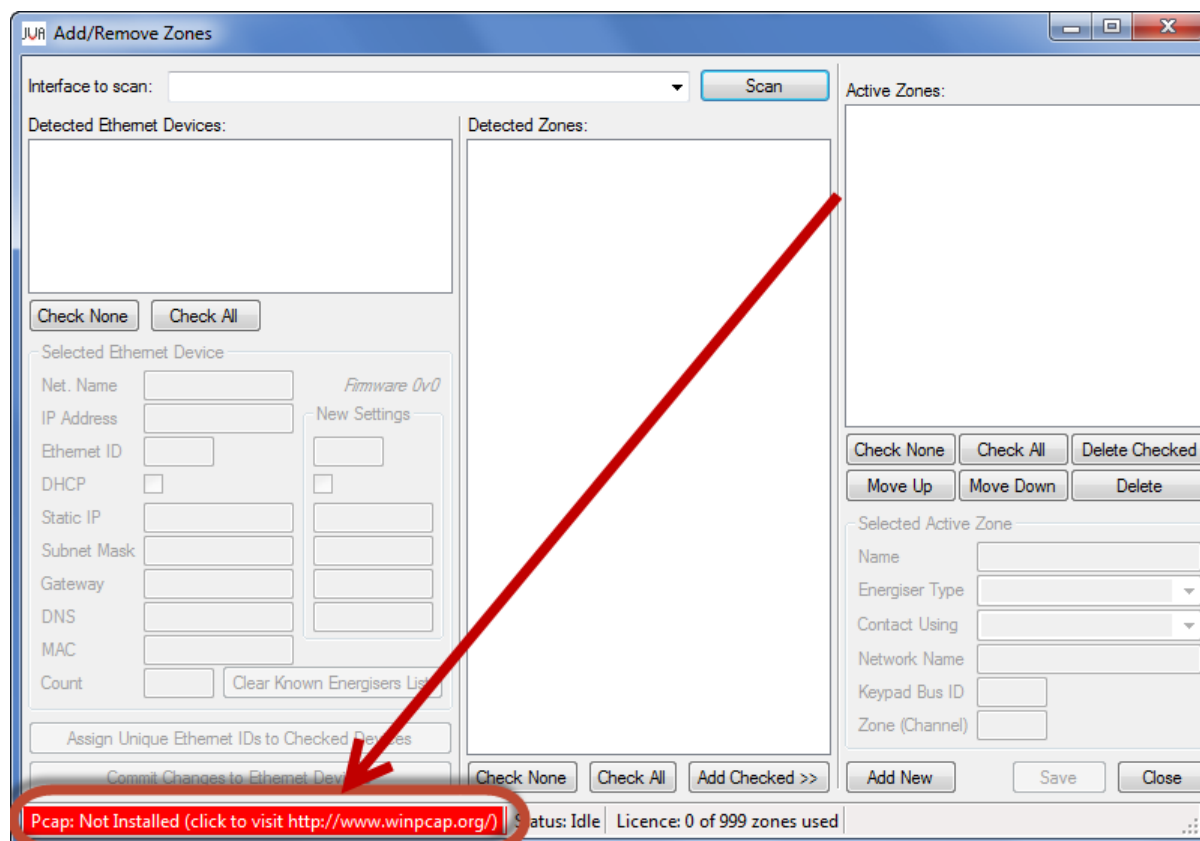 JVA Add/Remove Zones
Interface to scan:
Scan
Detected Ethernet Devices:
Check None
Check All
Selected Ethernet Device
Net. Name
Firmware 0v0
IP Address
New Settings
Ethernet ID
DHCP
Static IP
Subnet Mask
Gateway
DNS
MAC
Count
Clear Known Energisers List
Assign Unique Ethernet IDs to Checked Devices
Commit Changes to Ethernet
Detected Zones:
Check None
Check All
Add Checked >>
Active Zones:
Check None
Check All
Delete Checked
Move Up
Move Down
Delete
Selected Active Zone
Name
Energiser Type
Contact Using
Network Name
Keypad Bus ID
Zone (Channel)
Add New
Save
Close
Pcap: Not Installed (click to visit http://www.winpcap.org/)
Status: Idle
Licence: 0 of 999 zones used